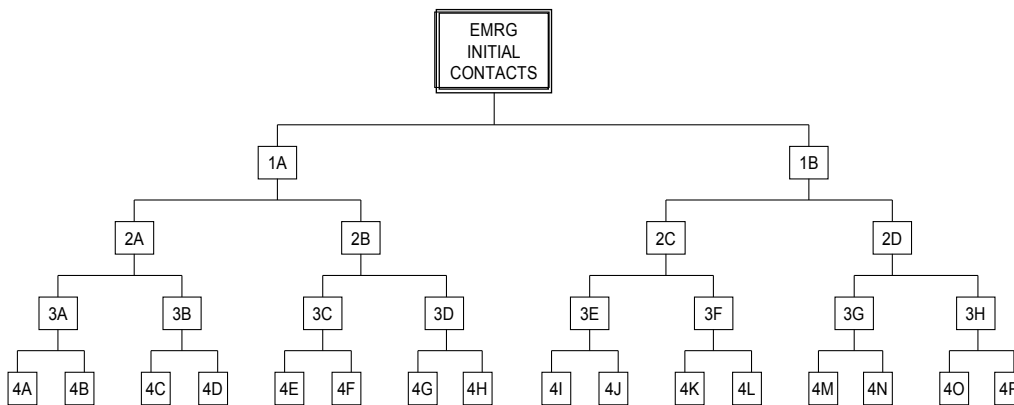 EMRG
INITIAL
CONTACTS
1A 1B
2A 2B 2C 2D
3A 3B 3C 3D 3E 3F 3G 3H
4A 4B 4C 4D 4E 4F 4G 4H 4I 4J 4K 4L 4M 4N 4O 4P